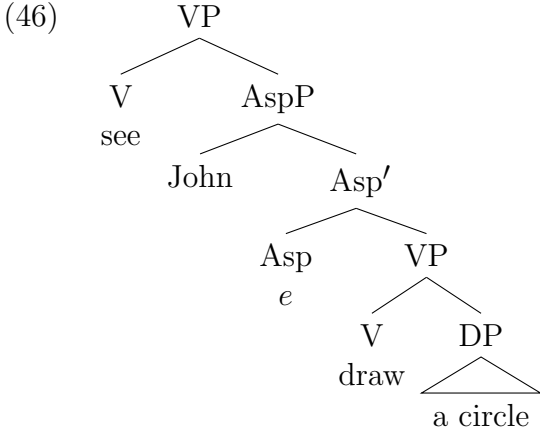 (46) VP
V AspP
see
John Asp′
Asp VP
e
V DP
draw
a circle